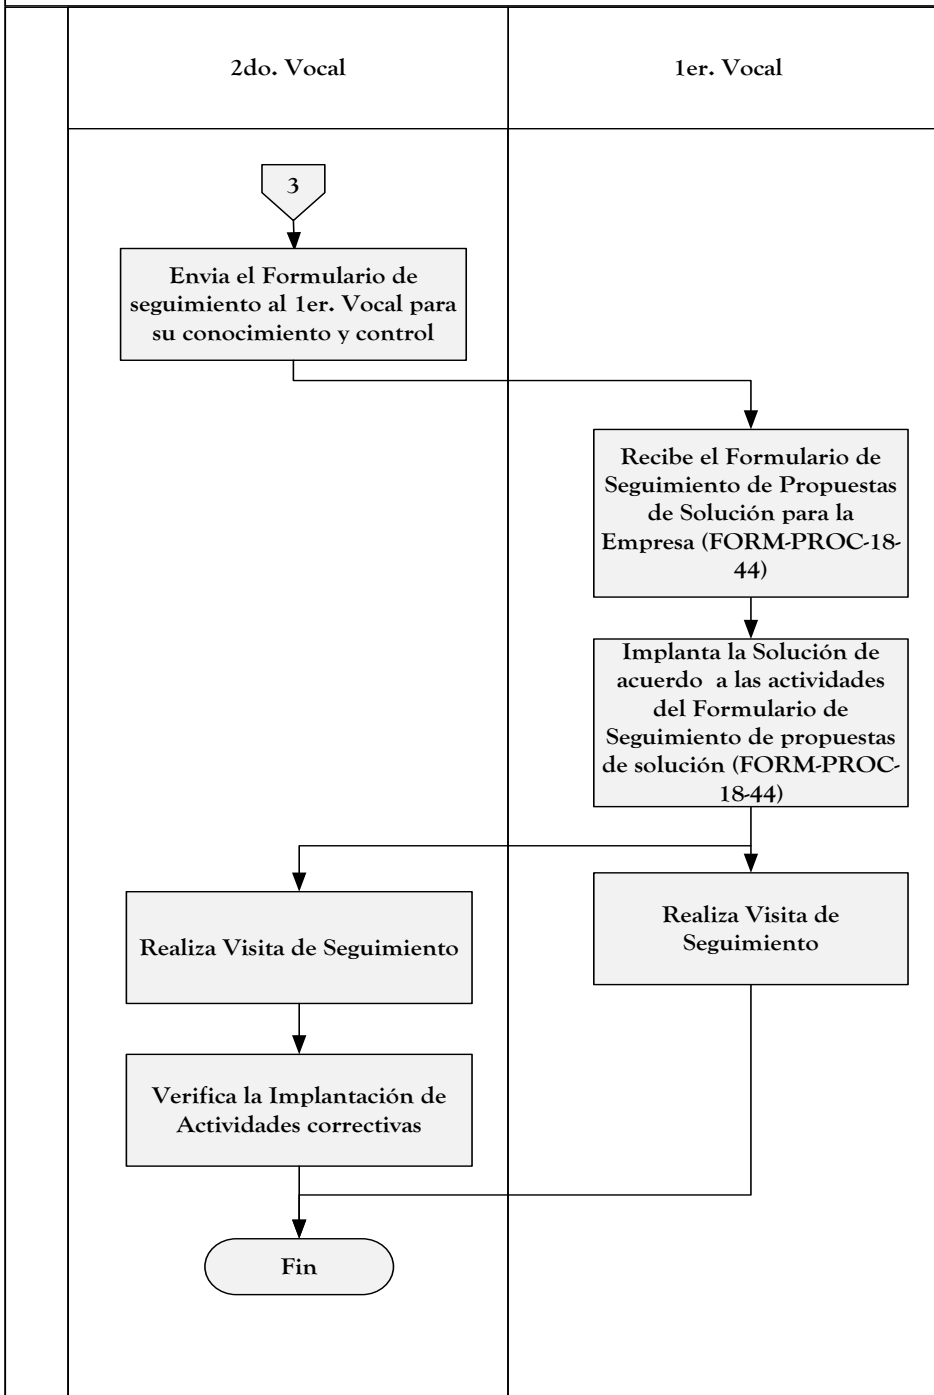 2do. Vocal
1er. Vocal
3
Envia el Formulario de
seguimiento al 1er. Vocal para
su conocimiento y control
Recibe el Formulario de
Seguimiento de Propuestas
de Solución para la
Empresa (FORM-PROC-18-
44)
Implanta la Solución de
acuerdo  a las actividades
del Formulario de
Seguimiento de propuestas
de solución (FORM-PROC-
18-44)
Realiza Visita de
Seguimiento
Realiza Visita de Seguimiento
Verifica la Implantación de
Actividades correctivas
Fin